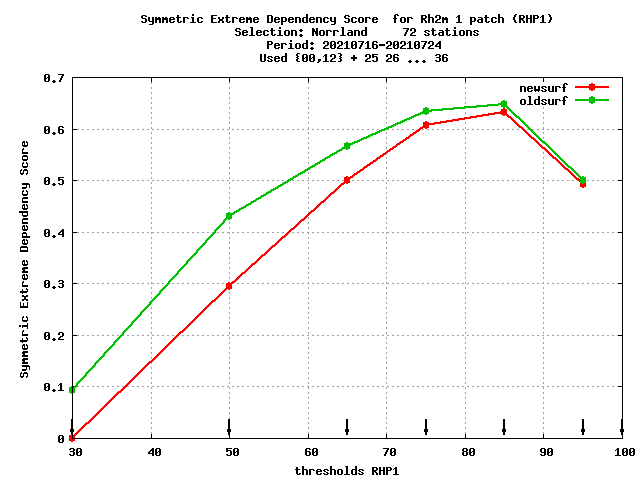 Symmetric Extreme Dependency Score  for Rh2m 1 patch (RHP1)
Selection: Norrland     72 stations
Period: 20210716-20210724
Used {00,12} + 25 26 ... 36
newsurf
oldsurf
0.7
0.6
0.5
0.4
0.3
0.2
0.1
0
Symmetric Extreme Dependency Score
30 40 50 60 70 80 90 100
thresholds RHP1